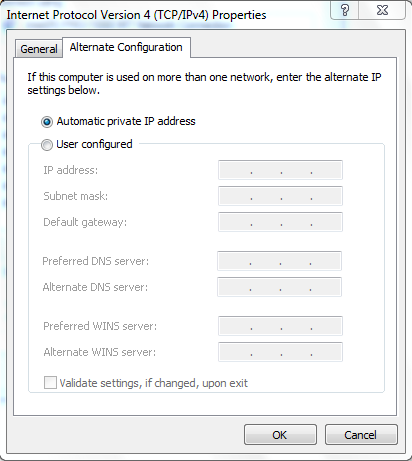 Internet Protocol Version 4 (TCP/IPv4) Properties
General
Alternate Configuration
If this computer is used on more than one network, enter the alternate IP
settings below.
Automatic private IP address
User configured
IP address:
Subnet mask:
Default gateway:
Preferred DNS server:
Alternate DNS server:
Preferred WINS server:
Alternate WINS server:
Validate settings, if changed, upon exit
OK
Cancel